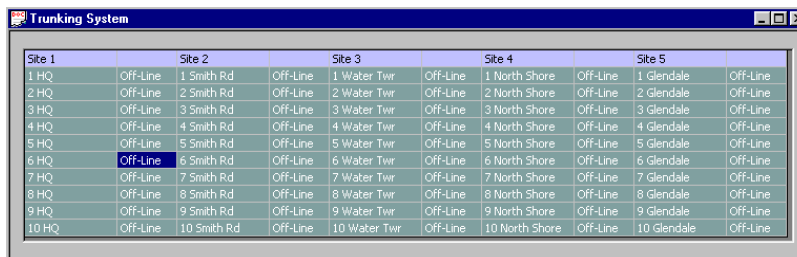 Trunking System
Site 1 Site 2 Site 3 Site 4 Site 5
1 HQ Off-Line 1 Smith Rd Off-Line 1 Water Twr Off-Line 1 North Shore Off-Line 1 Glendale Off-Line
2 HQ Off-Line 2 Smith Rd Off-Line 2 Water Twr Off-Line 2 North Shore Off-Line 2 Glendale Off-Line
3 HQ Off-Line 3 Smith Rd Off-Line 3 Water Twr Off-Line 3 North Shore Off-Line 3 Glendale Off-Line
4 HQ Off-Line 4 Smith Rd Off-Line 4 Water Twr Off-Line 4 North Shore Off-Line 4 Glendale Off-Line
5 HQ Off-Line 5 Smith Rd Off-Line 5 Water Twr Off-Line 5 North Shore Off-Line 5 Glendale Off-Line
6 HQ Off-Line 6 Smith Rd Off-Line 6 Water Twr Off-Line 6 North Shore Off-Line 6 Glendale Off-Line
7 HQ Off-Line 7 Smith Rd Off-Line 7 Water Twr Off-Line 7 North Shore Off-Line 7 Glendale Off-Line
8 HQ Off-Line 8 Smith Rd Off-Line 8 Water Twr Off-Line 8 North Shore Off-Line 8 Glendale Off-Line
9 HQ Off-Line 9 Smith Rd Off-Line 9 Water Twr Off-Line 9 North Shore Off-Line 9 Glendale Off-Line
10 HQ Off-Line 10 Smith Rd Off-Line 10 Water Twr Off-Line 10 North Shore Off-Line 10 Glendale Off-Line